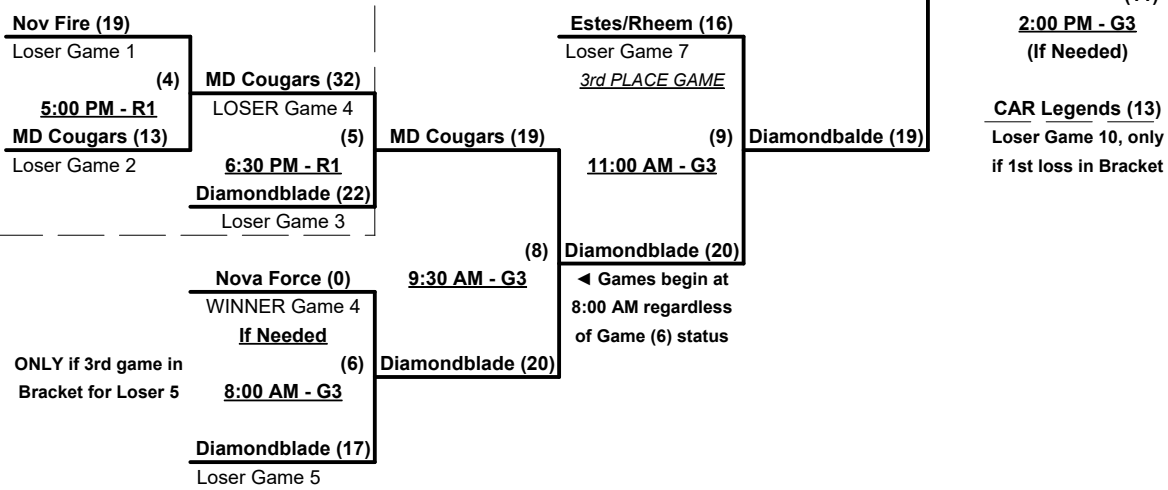 Nov Fire (19)
Loser Game 1
(4)
5:00 PM - R1
MD Cougars (13)
Loser Game 2
MD Cougars (32)
LOSER Game 4
(5)
6:30 PM - R1
Diamondblade (22)
Loser Game 3
MD Cougars (19)
(8)
9:30 AM - G3
Nova Force (0)
WINNER Game 4
If Needed
(6)
8:00 AM - G3
ONLY if 3rd game in
Bracket for Loser 5
Diamondblade (17)
Loser Game 5
Diamondblade (20)
Estes/Rheem (16)
Loser Game 7
3rd PLACE GAME
(9)
11:00 AM - G3
Diamondblade (20)
◄ Games begin at
8:00 AM regardless
of Game (6) status
Diamondbalde (19)
2:00 PM - G3
(If Needed)
CAR Legends (13)
Loser Game 10, only
if 1st loss in Bracket